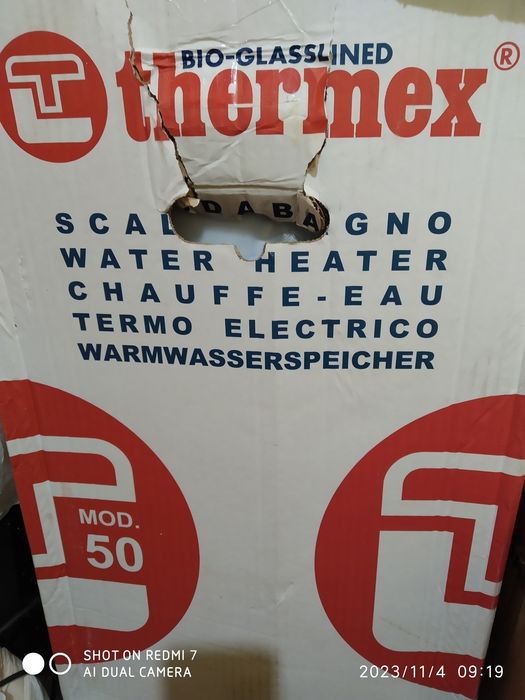 BIO-GLASSLINED
thermex®
SCALDABAGNO
WATER HEATER
CHAUFFE-EAU
TERMO ELECTRICO
WARMWASSERSPEICHER
MOD.
50
SHOT ON REDMI 7
AI DUAL CAMERA
2023/11/4 09:19